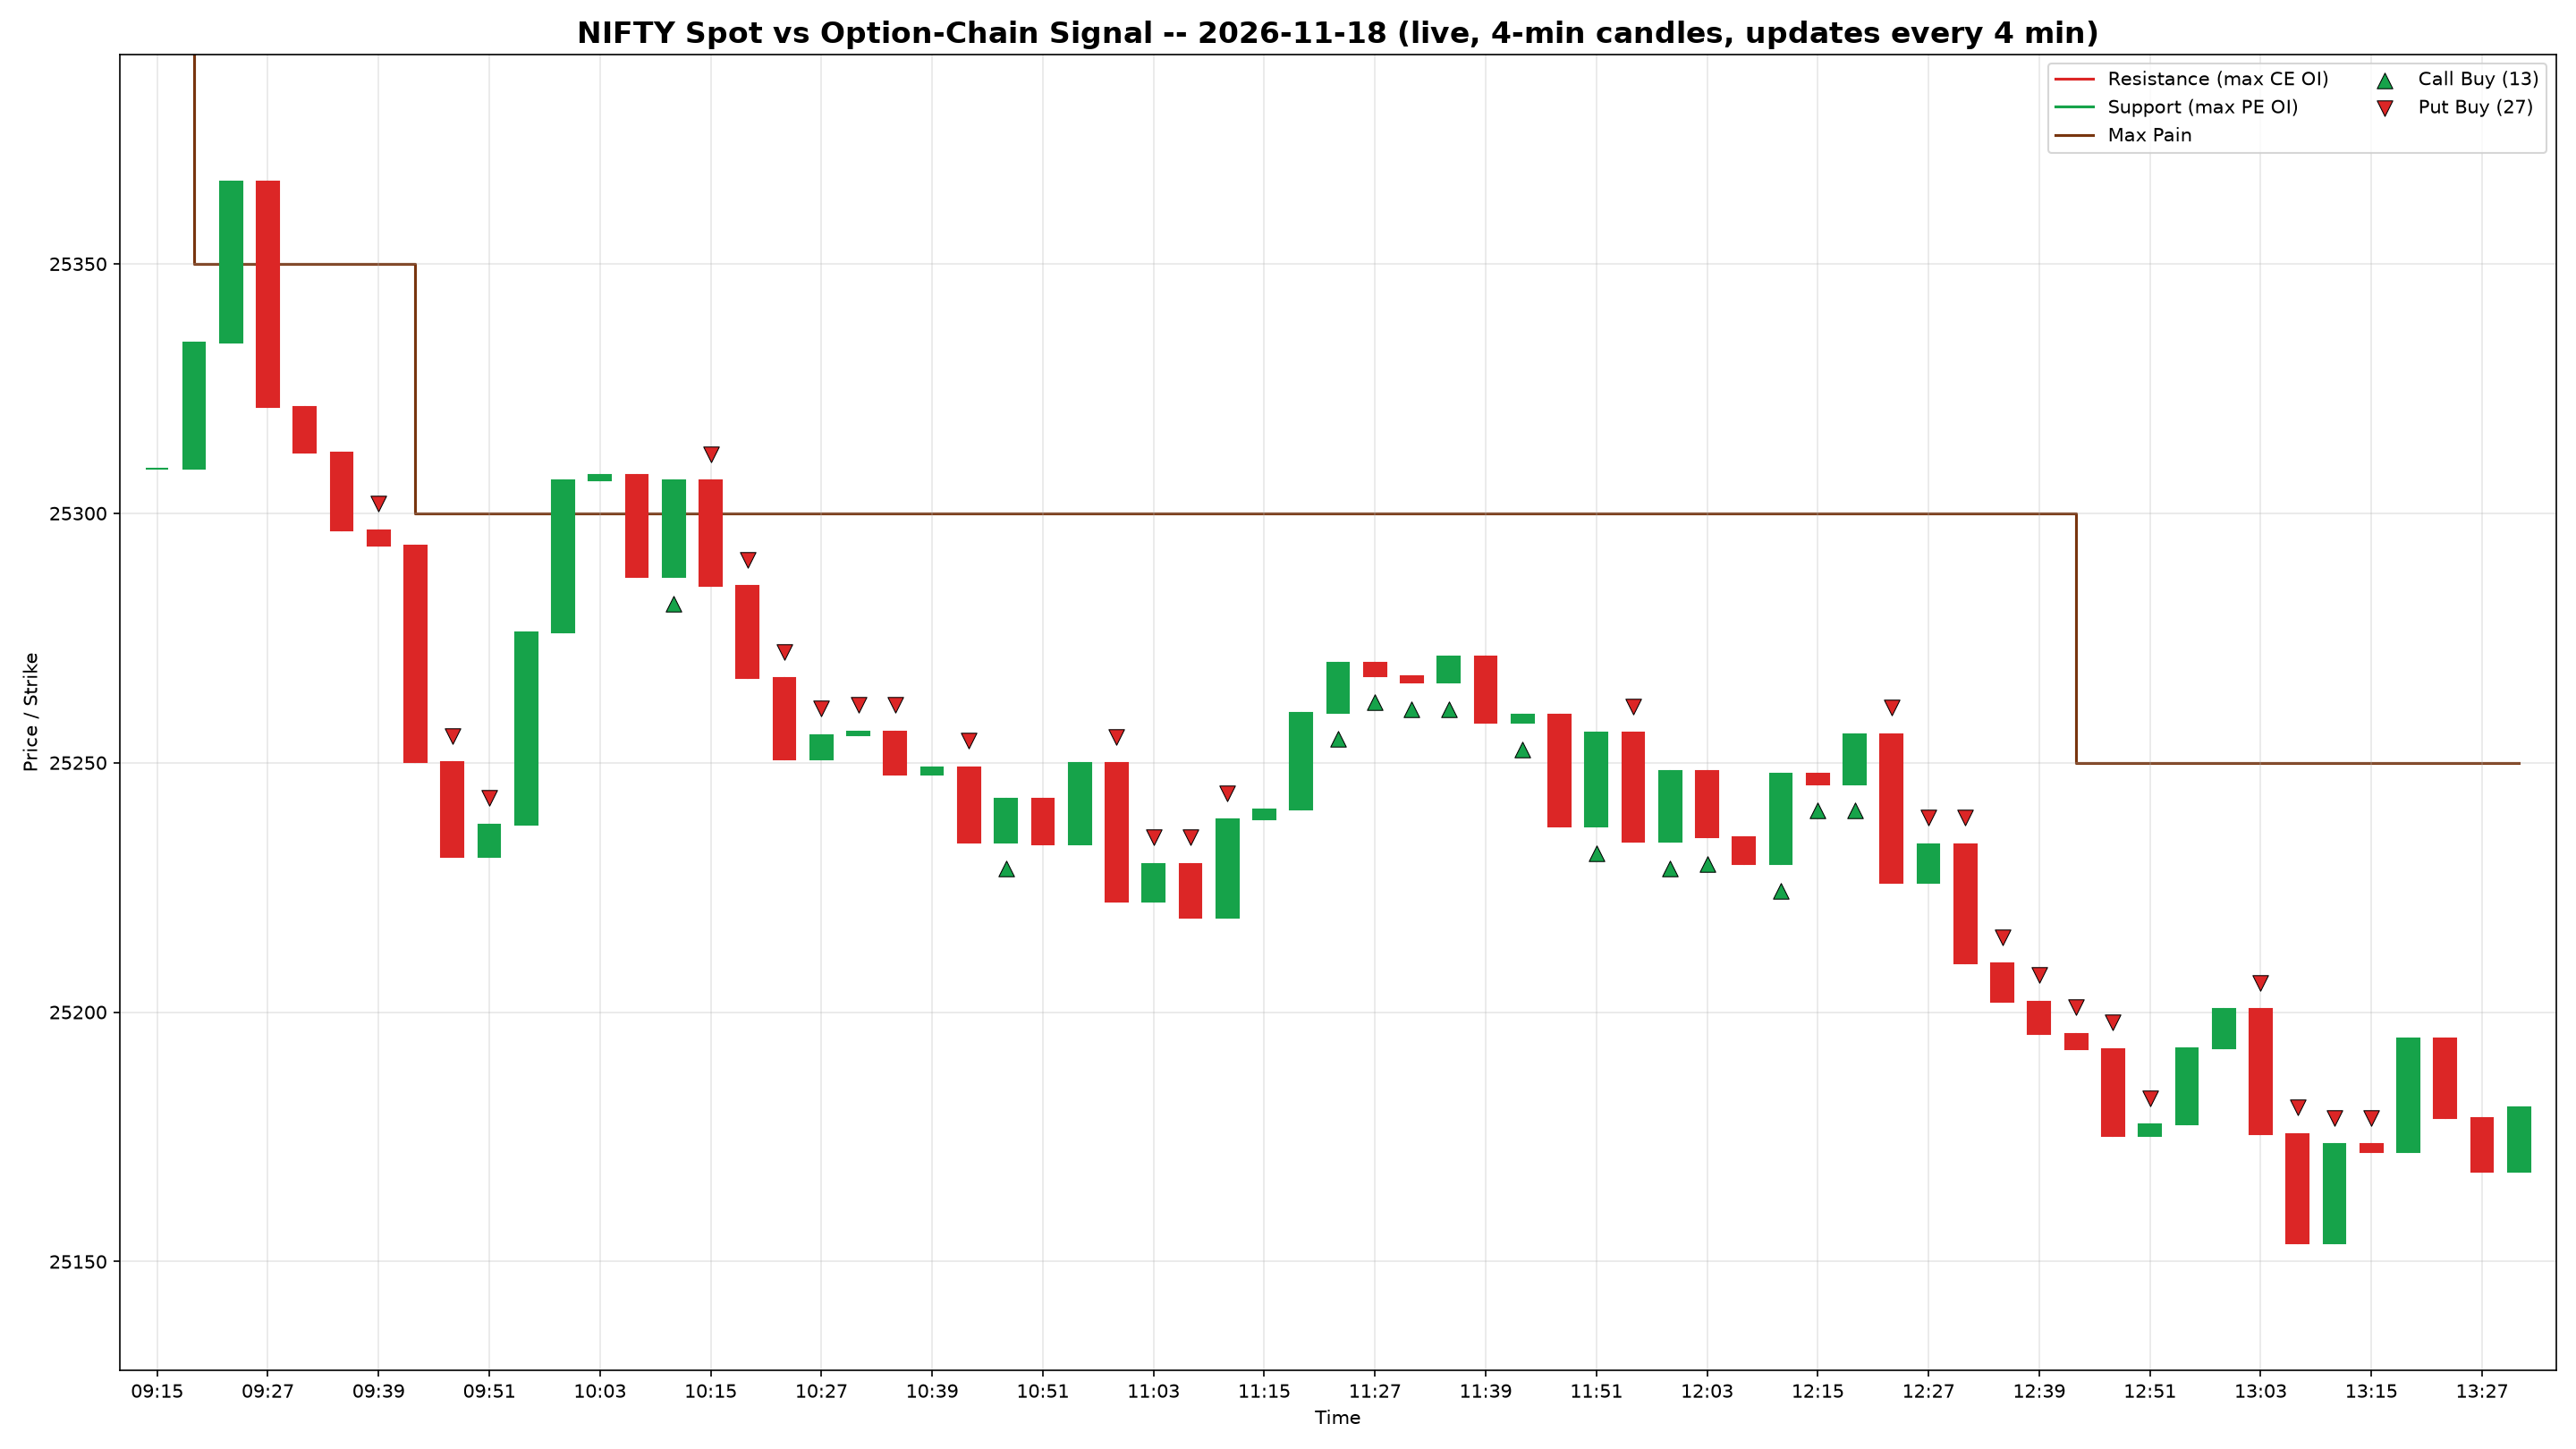 NIFTY Spot vs Option-Chain Signal -- 2026-11-18 (live, 4-min candles, updates every 4 min)
Resistance (max CE OI)
Support (max PE OI)
Max Pain
Call Buy (13)
Put Buy (27)
Price / Strike
25350
25300
25250
25200
25150
09:15 09:27 09:39 09:51 10:03 10:15 10:27 10:39 10:51 11:03 11:15 11:27 11:39 11:51 12:03 12:15 12:27 12:39 12:51 13:03 13:15 13:27
Time